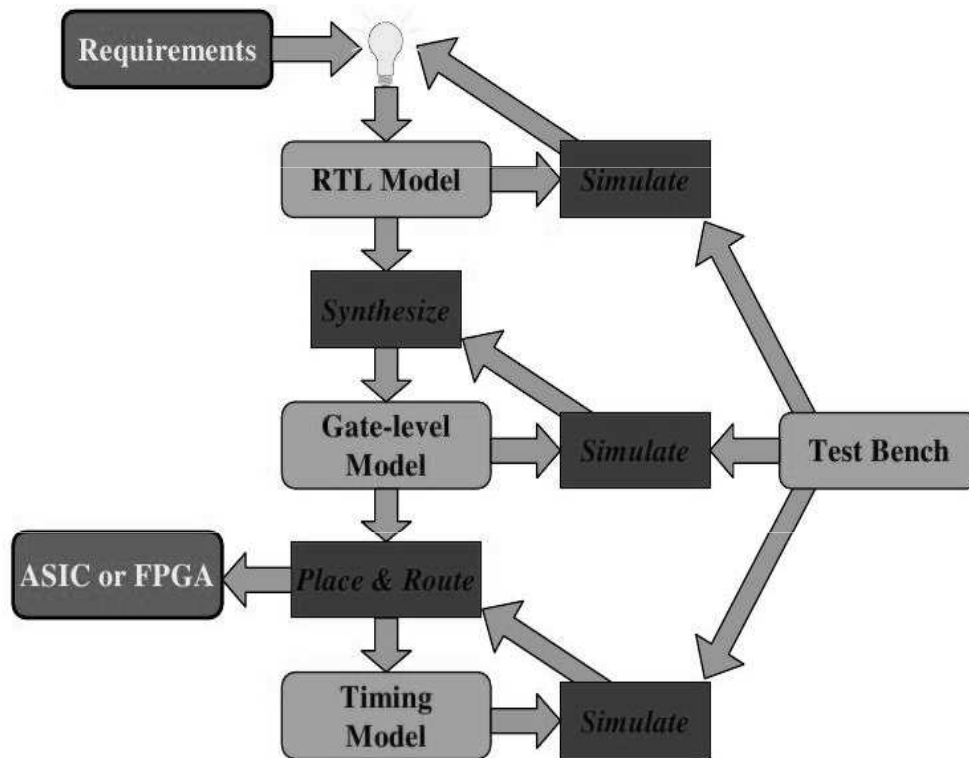 Requirements
RTL Model
Simulate
Synthesize
Gate-level
Model
Simulate
Test Bench
ASIC or FPGA
Place & Route
Timing
Model
Simulate